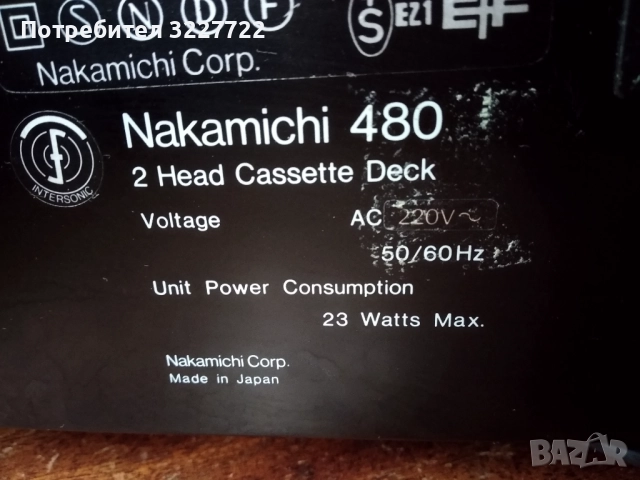 Потребител 3227722
S N D F
S EZ1
Nakamichi Corp.
INTERSONIC
Nakamichi 480
2 Head Cassette Deck
Voltage AC 220V~
50/60Hz
Unit Power Consumption
23 Watts Max.
Nakamichi Corp.
Made in Japan
BAZAR